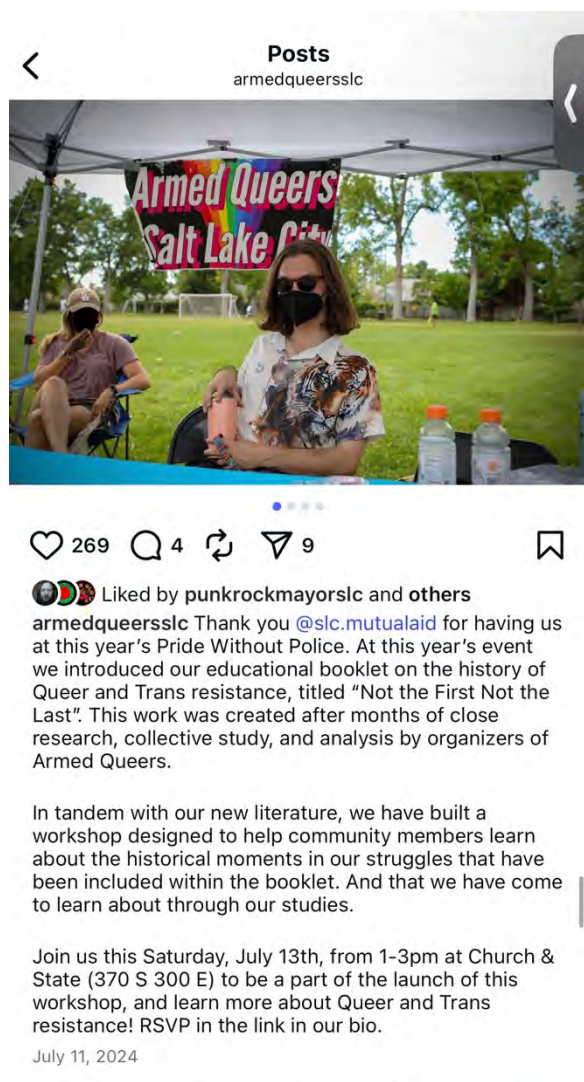 Posts
armedqueersslc
Armed Queers
Salt Lake City
269 4 9
Liked by punkrockmayorslc and others
armedqueersslc Thank you @slc.mutualaid for having us
at this year’s Pride Without Police. At this year’s event
we introduced our educational booklet on the history of
Queer and Trans resistance, titled “Not the First Not the
Last”. This work was created after months of close
research, collective study, and analysis by organizers of
Armed Queers.
In tandem with our new literature, we have built a
workshop designed to help community members learn
about the historical moments in our struggles that have
been included within the booklet. And that we have come
to learn about through our studies.
Join us this Saturday, July 13th, from 1-3pm at Church &
State (370 S 300 E) to be a part of the launch of this
workshop, and learn more about Queer and Trans
resistance! RSVP in the link in our bio.
July 11, 2024